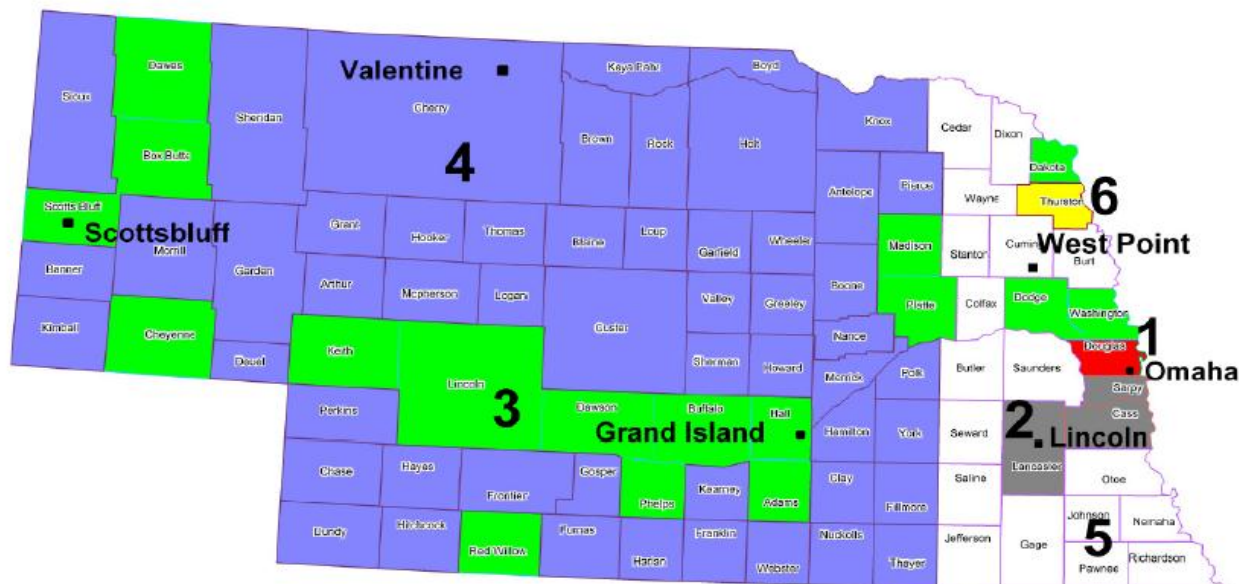 Dawes
Valentine
Keya Paha
Boyd
Sioux
Sheridan
Cherry
Knox
Cedar
Dixon
Brown
Rock
Holt
Box Butte
4
Dakota
Antelope
Pierce
Wayne
Thurston
6
Scotts Bluff
Scottsbluff
Grant
Hooker
Thomas
Blaine
Loup
Garfield
Wheeler
Madison
Stanton
Cuming
West Point
Burt
Banner
Morrill
Garden
Arthur
Mcpherson
Logan
Valley
Greeley
Boone
Platte
Colfax
Dodge
Washington
Kimball
Cheyenne
Deuel
Keith
Custer
Nance
1
Douglas
Omaha
Lincoln
Sherman
Howard
Merrick
Polk
Butler
Saunders
Sarpy
Perkins
3
Dawson
Buffalo
Hall
Cass
Grand Island
Hamilton
York
Seward
2
Lincoln
Chase
Hayes
Frontier
Gosper
Phelps
Kearney
Adams
Clay
Fillmore
Saline
Lancaster
Otoe
Dundy
Hitchcock
Red Willow
Furnas
Harlan
Franklin
Webster
Nuckolls
Thayer
Jefferson
Gage
Johnson
Nemaha
5
Pawnee
Richardson